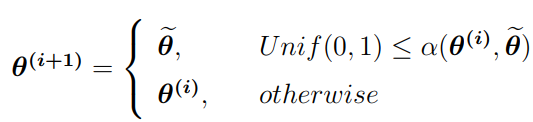 θ̃, Unif(0, 1) ≤ α(θ⁽ⁱ⁾, θ̃)
θ⁽ⁱ⁺¹⁾ = {
θ⁽ⁱ⁾, otherwise